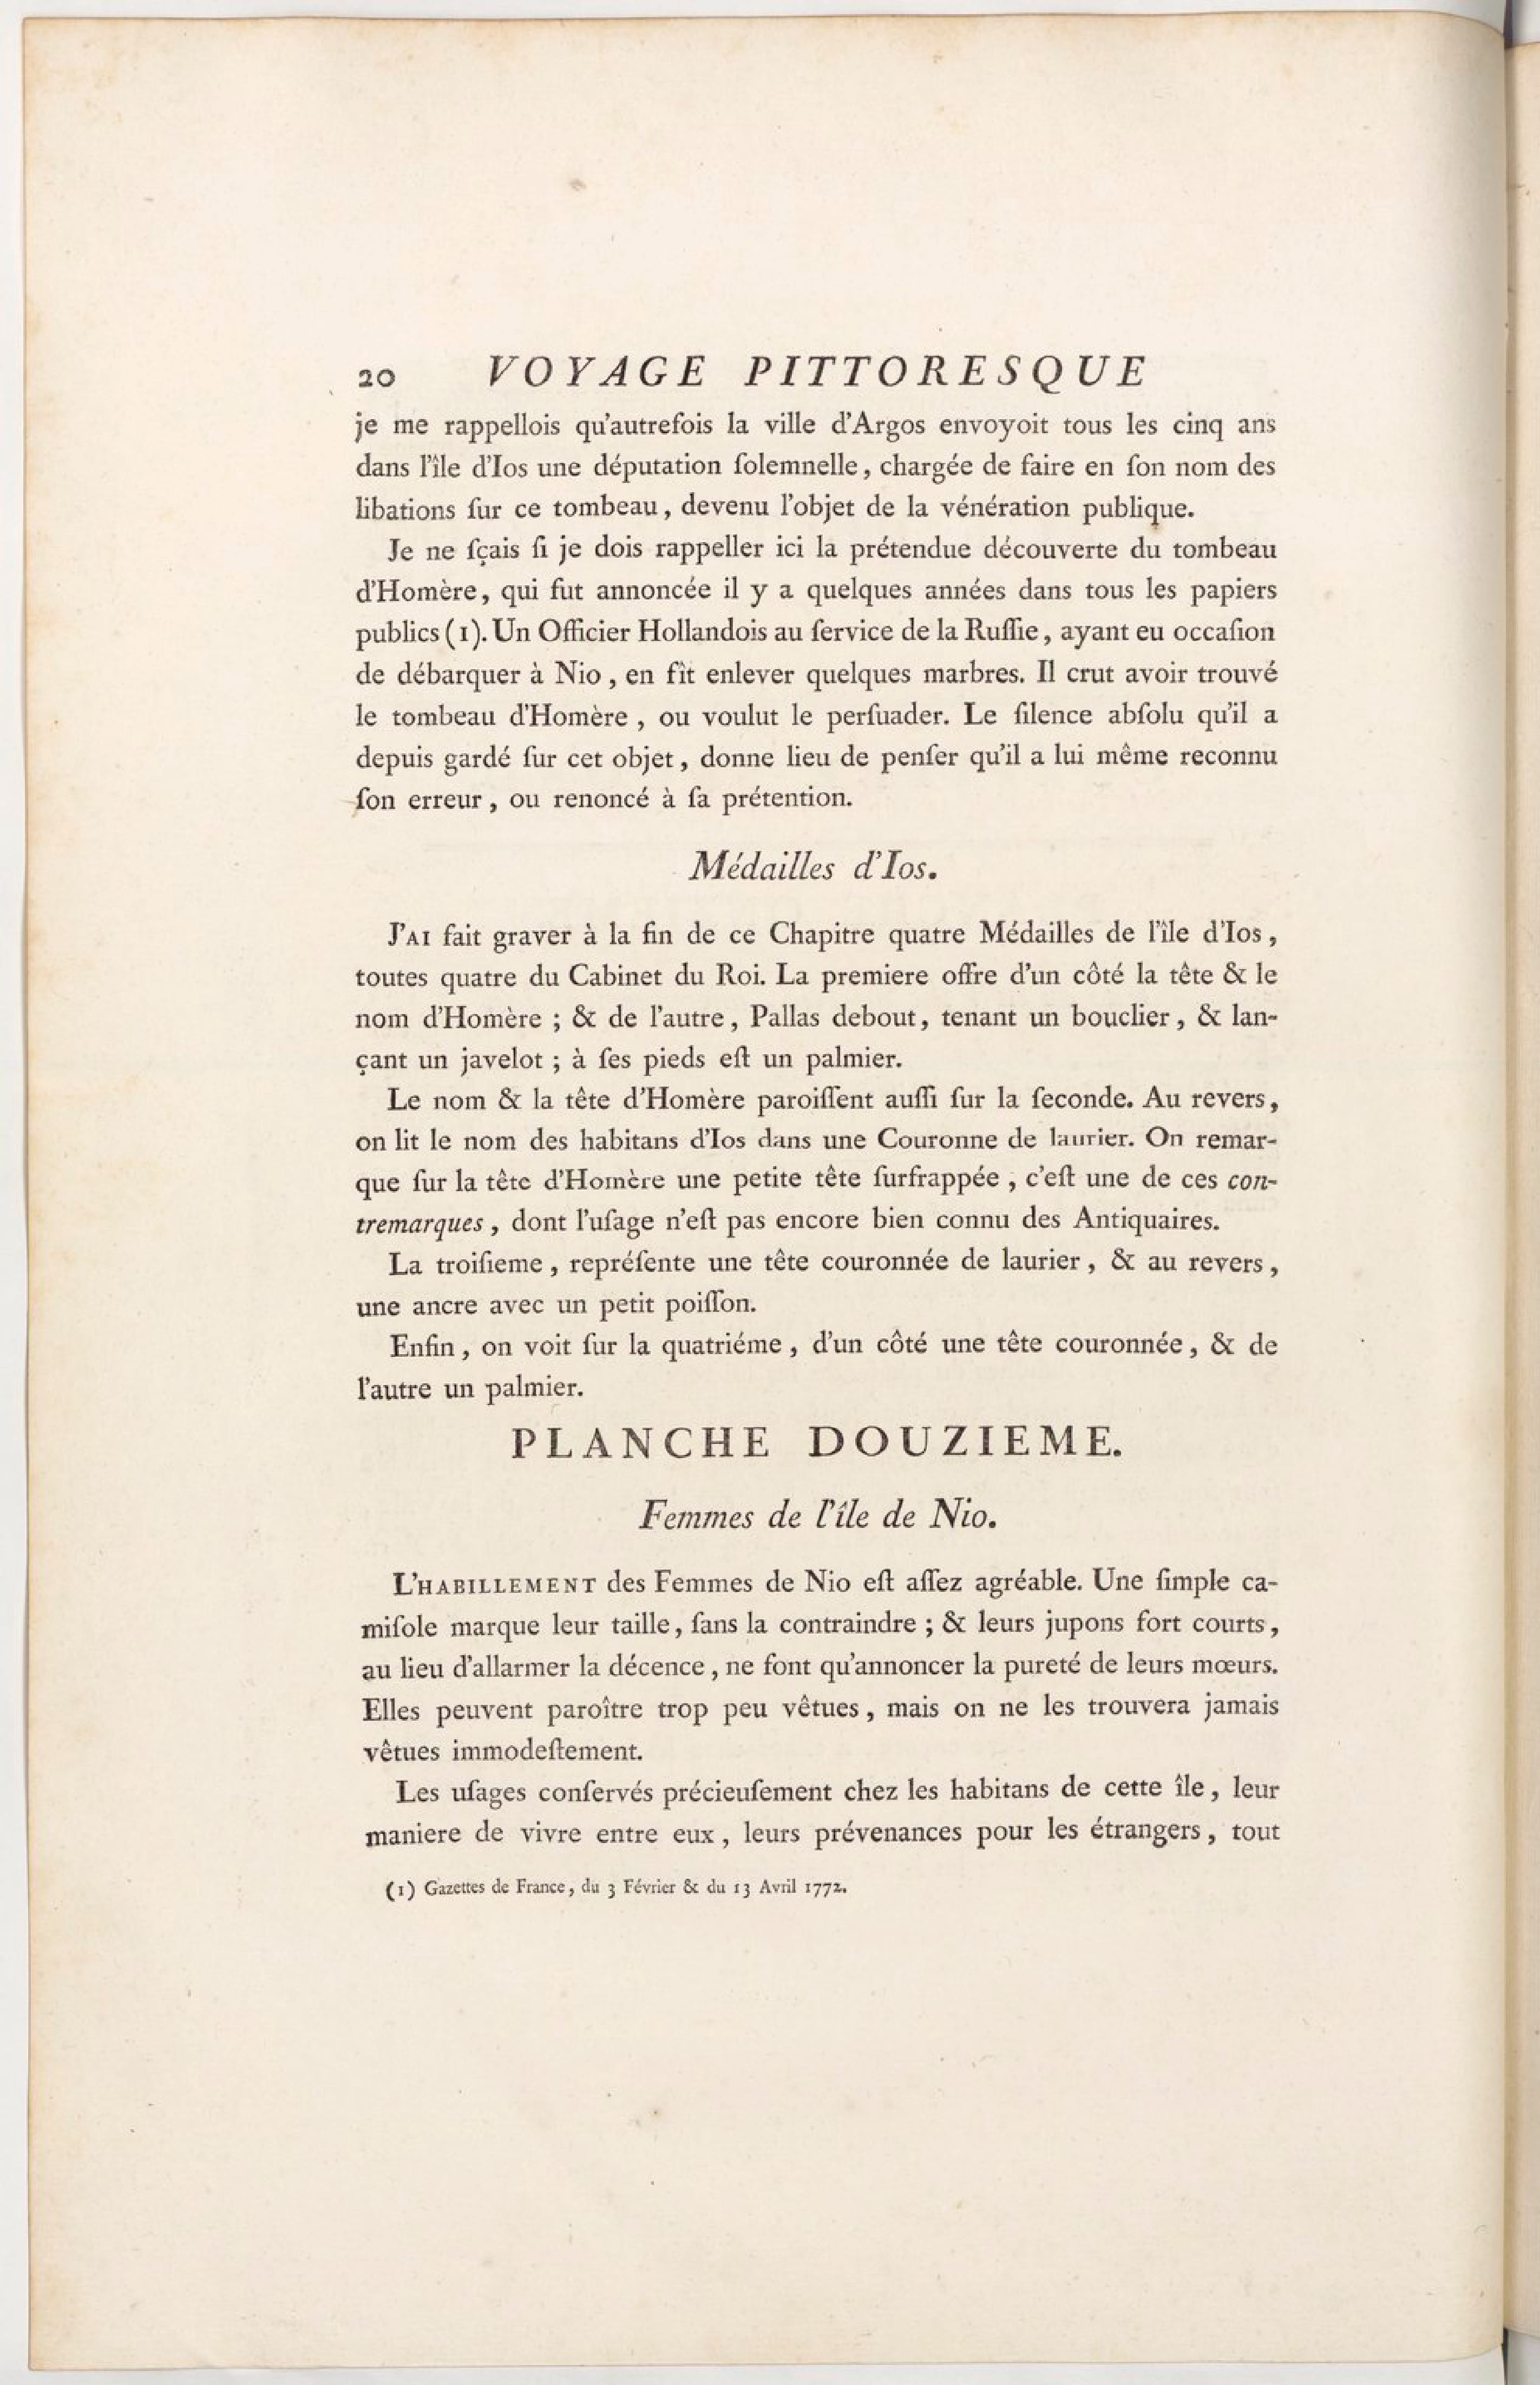 20 VOYAGE PITTORESQUE
je me rappellois qu'autrefois la ville d'Argos envoyoit tous les cinq ans
dans l'île d'Ios une députation ſolemnelle, chargée de faire en ſon nom des
libations ſur ce tombeau, devenu l'objet de la vénération publique.
Je ne ſçais ſi je dois rappeller ici la prétendue découverte du tombeau
d'Homère, qui fut annoncée il y a quelques années dans tous les papiers
publics (1). Un Officier Hollandois au ſervice de la Ruſſie, ayant eu occaſion
de débarquer à Nio, en fit enlever quelques marbres. Il crut avoir trouvé
le tombeau d'Homère, ou voulut le perſuader. Le ſilence abſolu qu'il a
depuis gardé ſur cet objet, donne lieu de penſer qu'il a lui même reconnu
ſon erreur, ou renoncé à ſa prétention.
Médailles d'Ios.
J'AI fait graver à la fin de ce Chapitre quatre Médailles de l'île d'Ios,
toutes quatre du Cabinet du Roi. La premiere offre d'un côté la tête & le
nom d'Homère ; & de l'autre, Pallas debout, tenant un bouclier, & lan-
çant un javelot ; à ſes pieds eſt un palmier.
Le nom & la tête d'Homère paroiſſent auſſi ſur la ſeconde. Au revers,
on lit le nom des habitans d'Ios dans une Couronne de laurier. On remar-
que ſur la tête d'Homère une petite tête ſurfrappée, c'eſt une de ces con-
tremarques, dont l'uſage n'eſt pas encore bien connu des Antiquaires.
La troiſieme, repréſente une tête couronnée de laurier, & au revers,
une ancre avec un petit poiſſon.
Enfin, on voit ſur la quatriéme, d'un côté une tête couronnée, & de
l'autre un palmier.
PLANCHE DOUZIEME.
Femmes de l'île de Nio.
L'HABILLEMENT des Femmes de Nio eſt aſſez agréable. Une ſimple ca-
miſole marque leur taille, ſans la contraindre ; & leurs jupons fort courts,
au lieu d'allarmer la décence, ne font qu'annoncer la pureté de leurs mœurs.
Elles peuvent paroître trop peu vêtues, mais on ne les trouvera jamais
vêtues immodeſtement.
Les uſages conſervés précieuſement chez les habitans de cette île, leur
maniere de vivre entre eux, leurs prévenances pour les étrangers, tout
(1) Gazettes de France, du 3 Février & du 13 Avril 1772.